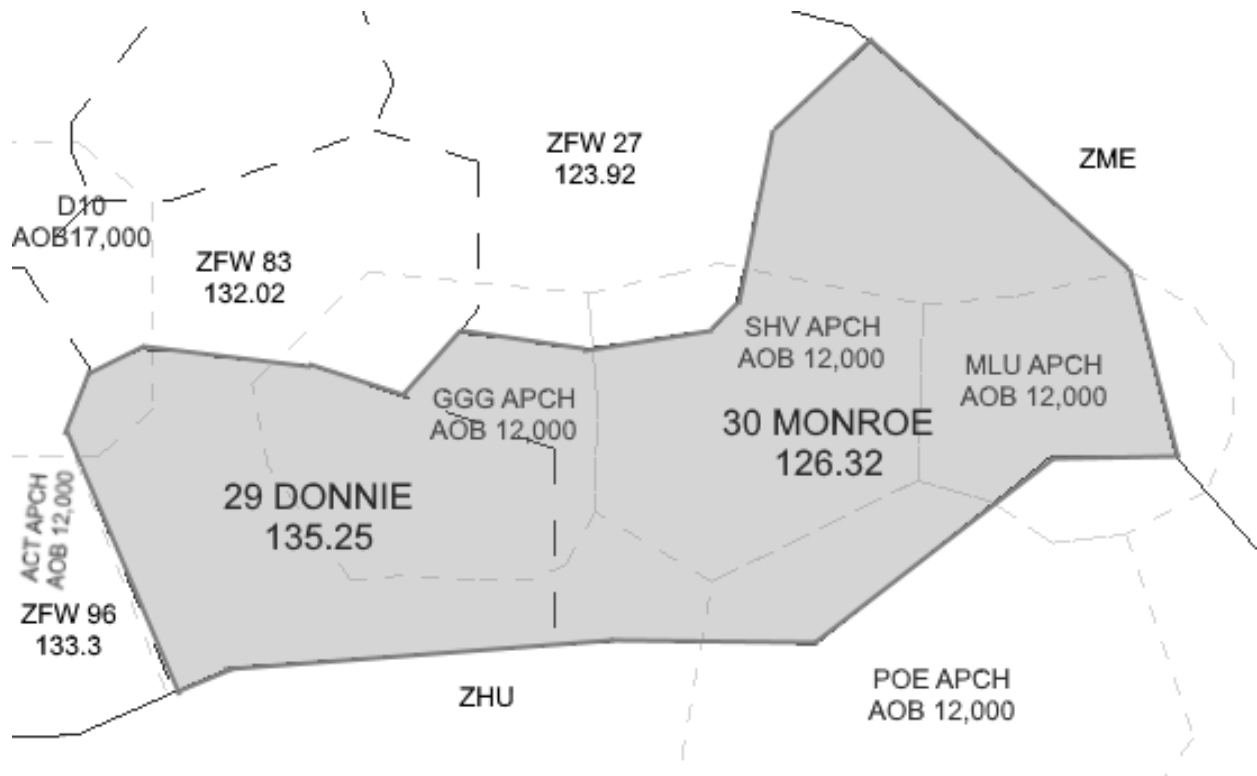 ZFW 27
123.92
ZME
D10
AOB17,000
ZFW 83
132.02
SHV APCH
AOB 12,000
MLU APCH
AOB 12,000
GGG APCH
AOB 12,000
30 MONROE
126.32
29 DONNIE
135.25
ACT APCH
AOB 12,000
ZFW 96
133.3
ZHU
POE APCH
AOB 12,000